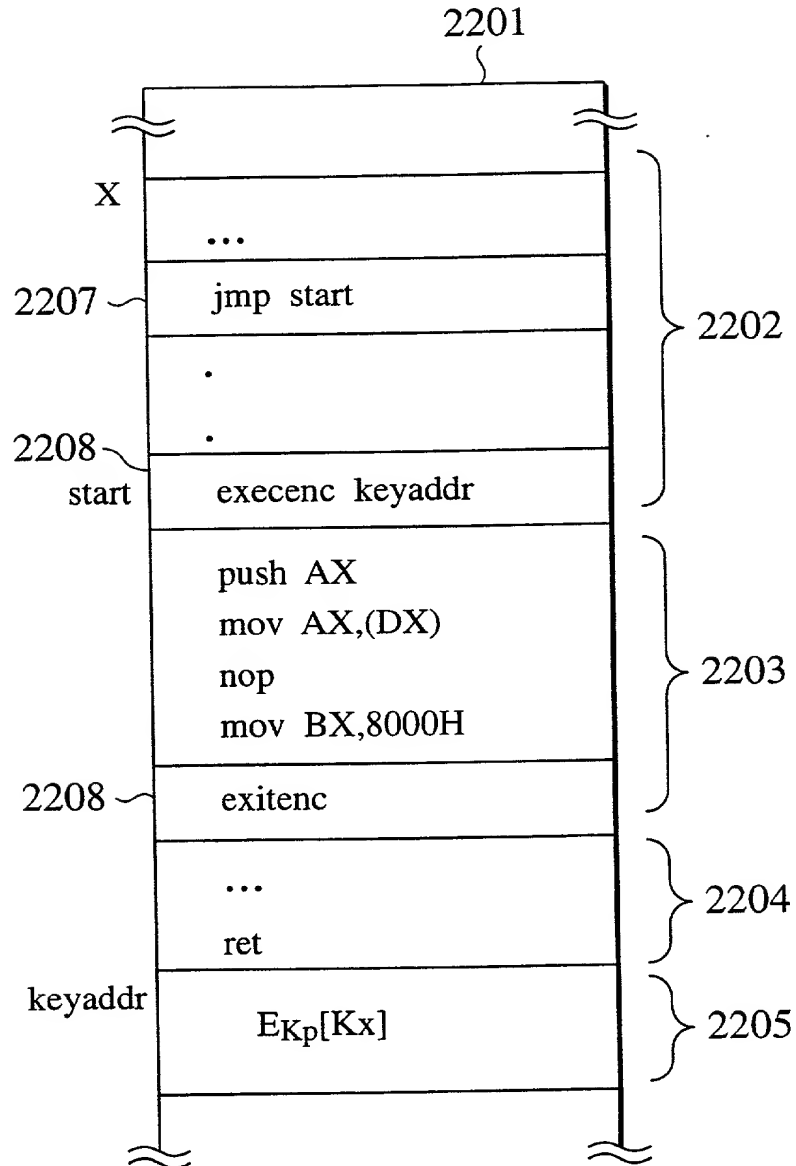 2201
X
...
2207
jmp start
2202
.
.
2208
start
execenc keyaddr
push AX
mov AX,(DX)
nop
mov BX,8000H
2203
2208
exitenc
...
ret
2204
keyaddr
EKp[Kx]
2205